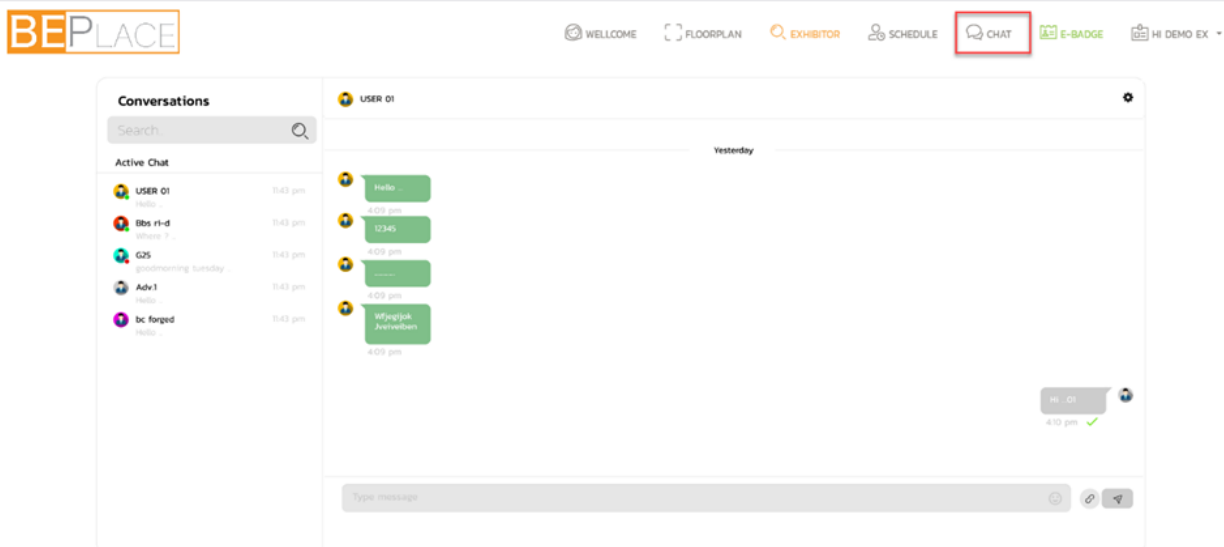 BEPLACE
WELLCOME FLOORPLAN EXHIBITOR SCHEDULE CHAT E-BADGE HI DEMO EX
Conversations
Search..
Active Chat
USER 01 11:43 pm
Hello ..
Bbs ri-d 11:43 pm
Where ? ..
G2S 11:43 pm
goodmorning tuesday ..
Adv.1 11:43 pm
Hello ..
bc forged 11:43 pm
Hello ..
USER 01
Yesterday
Hello ..
4:09 pm
12345
4:09 pm
..........
4:09 pm
Wfjegijok
Jveiveiben
4:09 pm
Hi ...01
4:10 pm
Type message